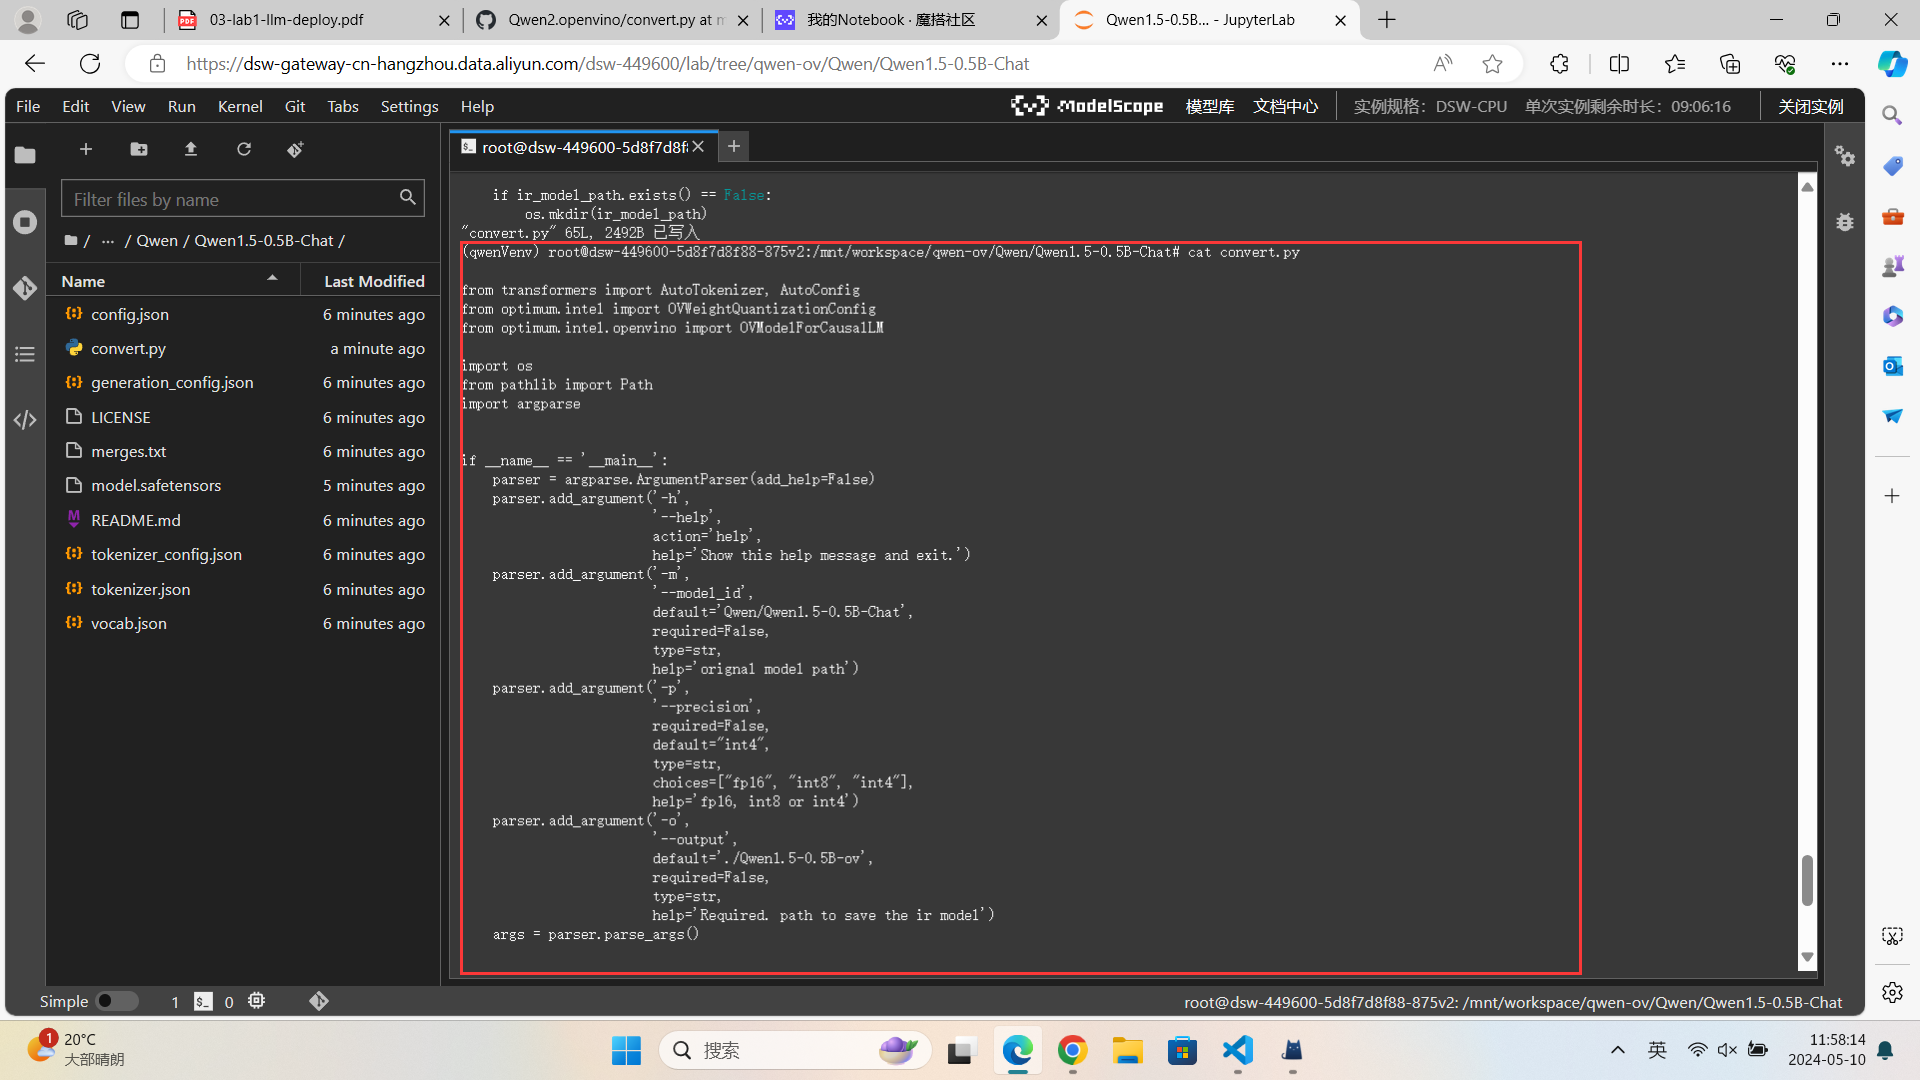 03-lab1-llm-deploy.pdf
Qwen2.openvino/convert.py at m
我的Notebook · 魔搭社区
Qwen1.5-0.5B... - JupyterLab
https://dsw-gateway-cn-hangzhou.data.aliyun.com/dsw-449600/lab/tree/qwen-ov/Qwen/Qwen1.5-0.5B-Chat
File Edit View Run Kernel Git Tabs Settings Help
ModelScope 模型库 文档中心 实例规格：DSW-CPU 单次实例剩余时长：09:06:16 关闭实例
root@dsw-449600-5d8f7d8f8
Filter files by name
/ ... / Qwen / Qwen1.5-0.5B-Chat /
Name Last Modified
config.json 6 minutes ago
convert.py a minute ago
generation_config.json 6 minutes ago
LICENSE 6 minutes ago
merges.txt 6 minutes ago
model.safetensors 5 minutes ago
README.md 6 minutes ago
tokenizer_config.json 6 minutes ago
tokenizer.json 6 minutes ago
vocab.json 6 minutes ago
if ir_model_path.exists() == False:
os.mkdir(ir_model_path)
"convert.py" 65L, 2492B 已写入
(qwenVenv) root@dsw-449600-5d8f7d8f88-875v2:/mnt/workspace/qwen-ov/Qwen/Qwen1.5-0.5B-Chat# cat convert.py
from transformers import AutoTokenizer, AutoConfig
from optimum.intel import OVWeightQuantizationConfig
from optimum.intel.openvino import OVModelForCausalLM
import os
from pathlib import Path
import argparse
if __name__ == '__main__':
parser = argparse.ArgumentParser(add_help=False)
parser.add_argument('-h',
'--help',
action='help',
help='Show this help message and exit.')
parser.add_argument('-m',
'--model_id',
default='Qwen/Qwen1.5-0.5B-Chat',
required=False,
type=str,
help='orignal model path')
parser.add_argument('-p',
'--precision',
required=False,
default="int4",
type=str,
choices=["fp16", "int8", "int4"],
help='fp16, int8 or int4')
parser.add_argument('-o',
'--output',
default='./Qwen1.5-0.5B-ov',
required=False,
type=str,
help='Required. path to save the ir model')
args = parser.parse_args()
Simple 1 0
root@dsw-449600-5d8f7d8f88-875v2: /mnt/workspace/qwen-ov/Qwen/Qwen1.5-0.5B-Chat
1
20°C
大部晴朗
搜索
英
11:58:14
2024-05-10